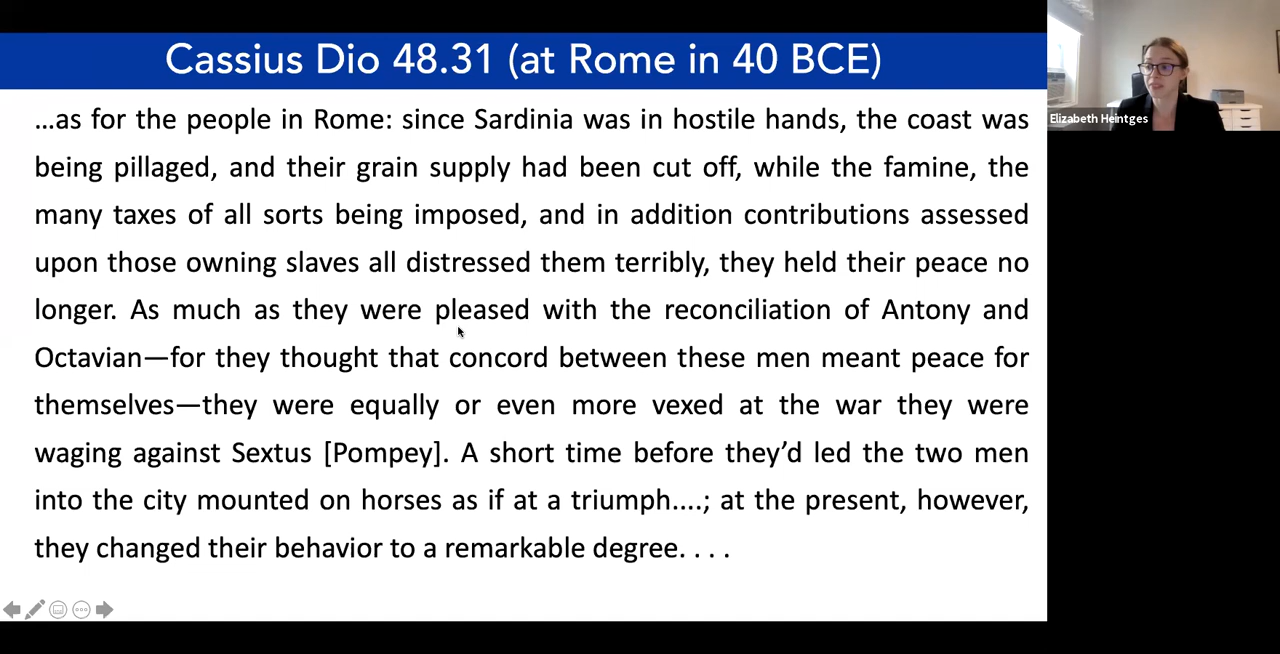 Cassius Dio 48.31 (at Rome in 40 BCE)
…as for the people in Rome: since Sardinia was in hostile hands, the coast was
being pillaged, and their grain supply had been cut off, while the famine, the
many taxes of all sorts being imposed, and in addition contributions assessed
upon those owning slaves all distressed them terribly, they held their peace no
longer. As much as they were pleased with the reconciliation of Antony and
Octavian—for they thought that concord between these men meant peace for
themselves—they were equally or even more vexed at the war they were
waging against Sextus [Pompey]. A short time before they’d led the two men
into the city mounted on horses as if at a triumph....; at the present, however,
they changed their behavior to a remarkable degree. . . .
Elizabeth Heintges